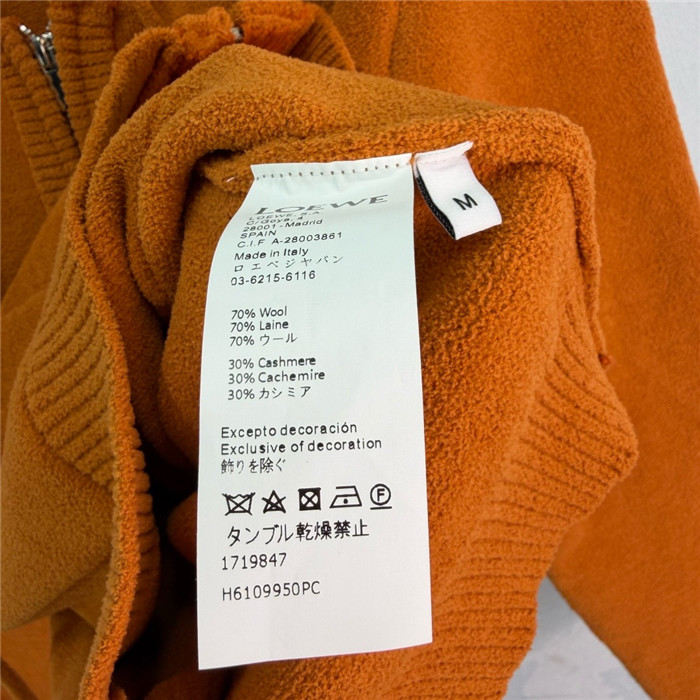 LOEWE
LOEWE, S.A.
C/Goya, 4
28001 - Madrid
SPAIN
C.I.F A-28003861
Made in Italy
ロエベジャパン
03-6215-6116
70% Wool
70% Laine
70% ウール
30% Cashmere
30% Cachemire
30% カシミア
Excepto decoración
Exclusive of decoration
飾りを除ぐ
F
タンブル乾燥禁止
1719847
H6109950PC
M